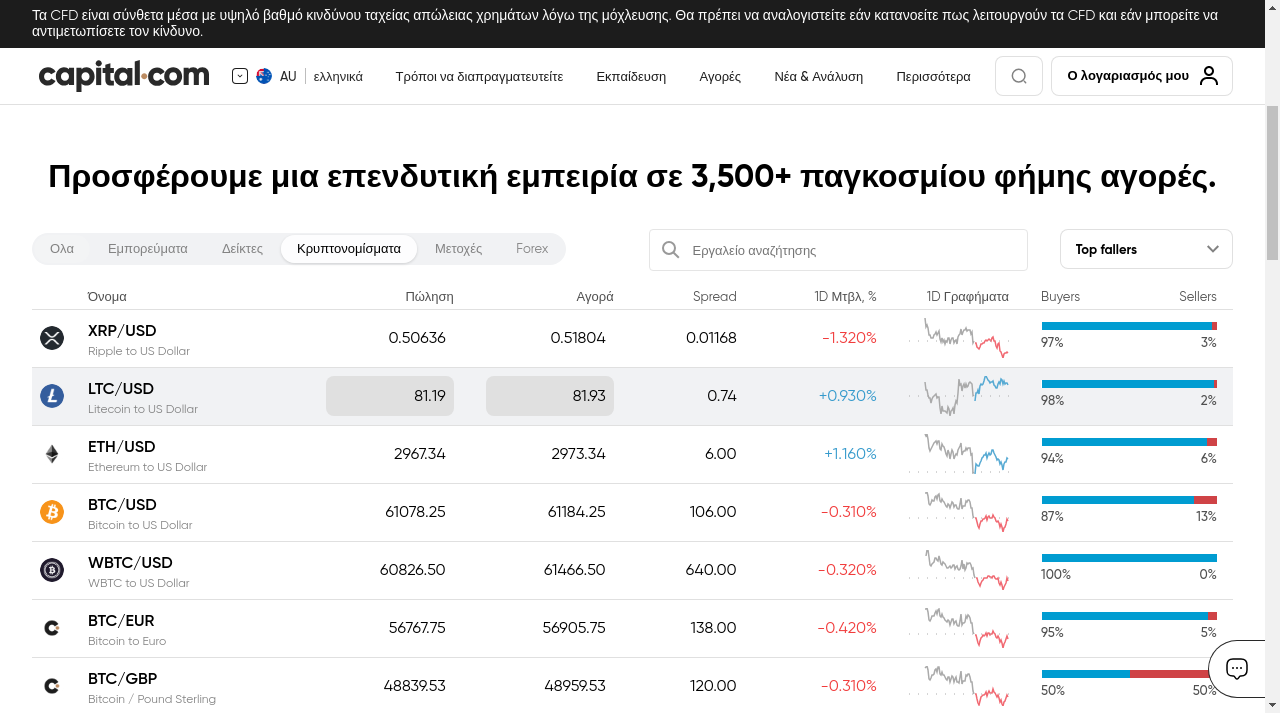 Τα CFD είναι σύνθετα μέσα με υψηλό βαθμό κινδύνου ταχείας απώλειας χρημάτων λόγω της μόχλευσης. Θα πρέπει να αναλογιστείτε εάν κατανοείτε πως λειτουργούν τα CFD και εάν μπορείτε να
αντιμετωπίσετε τον κίνδυνο.
capital.com AU ελληνικά Τρόποι να διαπραγματευτείτε Εκπαίδευση Αγορές Νέα & Ανάλυση Περισσότερα Ο λογαριασμός μου
Προσφέρουμε μια επενδυτική εμπειρία σε 3,500+ παγκοσμίου φήμης αγορές.
Ολα Εμπορεύματα Δείκτες Κρυπτονομίσματα Μετοχές Forex Εργαλείο αναζήτησης Top fallers
Όνομα Πώληση Αγορά Spread 1D Μτβλ, % 1D Γραφήματα Buyers Sellers
XRP/USD 0.50636 0.51804 0.01168 -1.320%
Ripple to US Dollar 97% 3%
LTC/USD 81.19 81.93 0.74 +0.930%
Litecoin to US Dollar 98% 2%
ETH/USD 2967.34 2973.34 6.00 +1.160%
Ethereum to US Dollar 94% 6%
BTC/USD 61078.25 61184.25 106.00 -0.310%
Bitcoin to US Dollar 87% 13%
WBTC/USD 60826.50 61466.50 640.00 -0.320%
WBTC to US Dollar 100% 0%
BTC/EUR 56767.75 56905.75 138.00 -0.420%
Bitcoin to Euro 95% 5%
BTC/GBP 48839.53 48959.53 120.00 -0.310%
Bitcoin / Pound Sterling 50% 50%